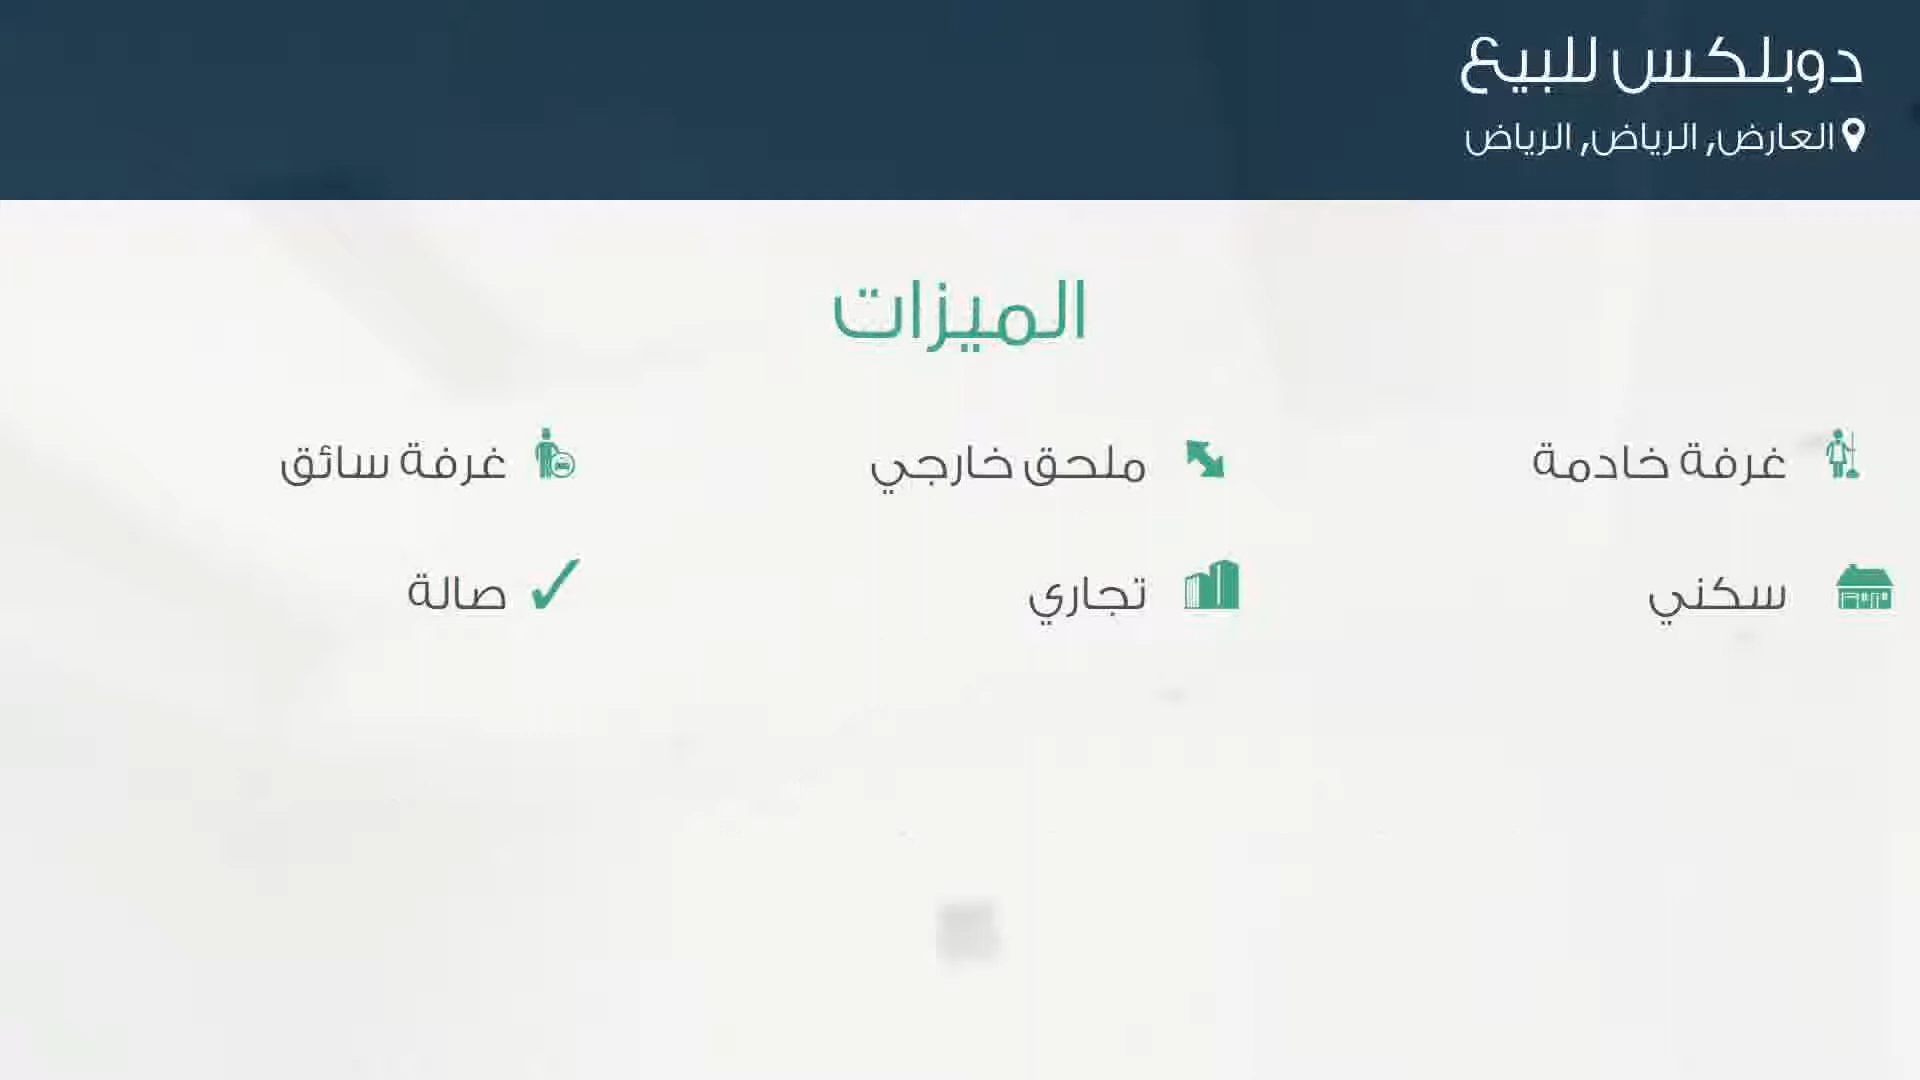 دوبلكس للبيع
العارض, الرياض, الرياض
الميزات
غرفة خادمة
ملحق خارجي
غرفة سائق
سكني
تجاري
صالة